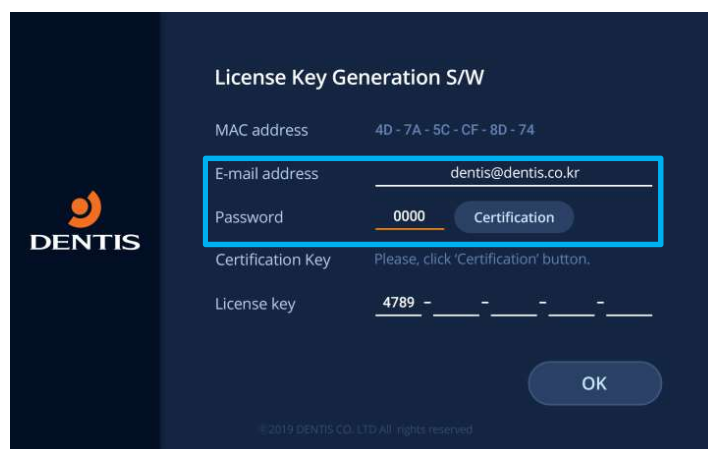 License Key Generation S/W
MAC address 4D - 7A - 5C - CF - 8D - 74
E-mail address dentis@dentis.co.kr
Password 0000 Certification
DENTIS
Certification Key Please, click 'Certification' button.
License key 4789 - - - -
OK
©2019 DENTIS CO. LTD All rights reserved